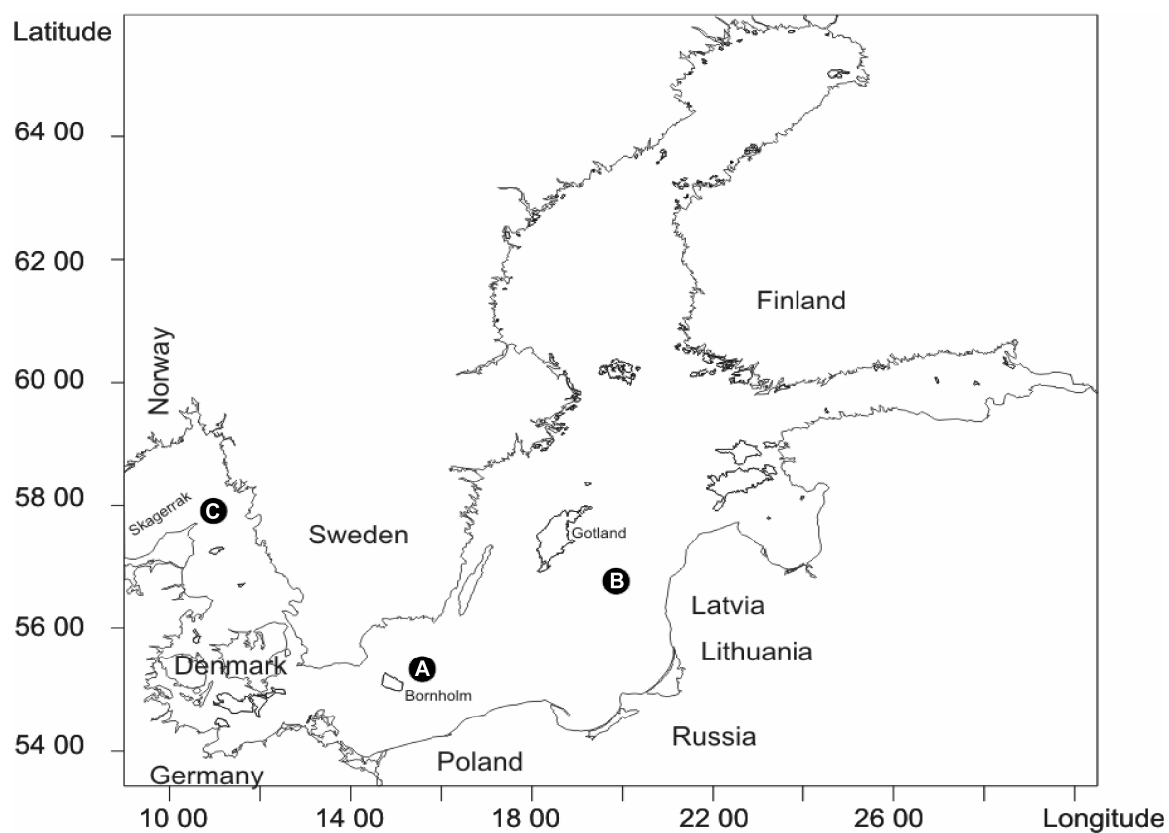 Latitude
64 00
62 00
Finland
Norway
60 00
58 00
Skagerrak
C
Sweden
Gotland
B
Latvia
56 00
Lithuania
Denmark
A
Bornholm
54 00
Russia
Poland
Germany
10 00 14 00 18 00 22 00 26 00 Longitude